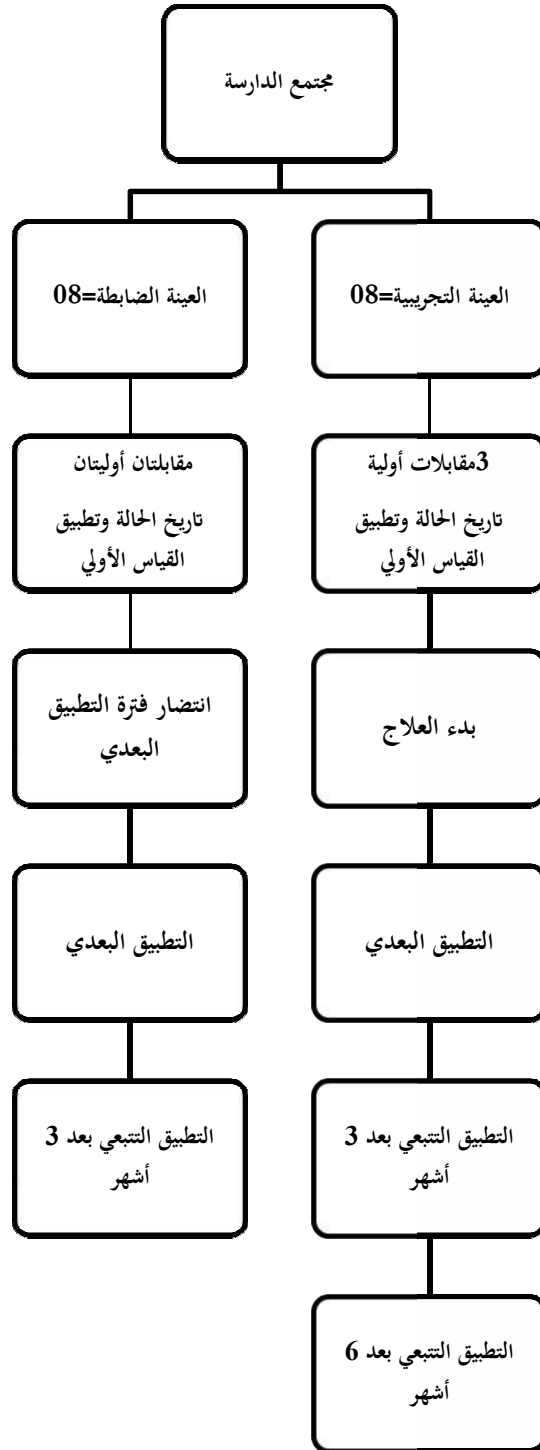 مجتمع الدارسة
العينة التجريبية=08
العينة الضابطة=08
3مقابلات أولية
تاريخ الحالة وتطبيق
القياس الأولي
مقابلتان أوليتان
تاريخ الحالة وتطبيق
القياس الأولي
بدء العلاج
انتضار فترة التطبيق
البعدي
التطبيق البعدي
التطبيق البعدي
التطبيق التتبعي بعد 3
أشهر
التطبيق التتبعي بعد 3
أشهر
التطبيق التتبعي بعد 6
أشهر